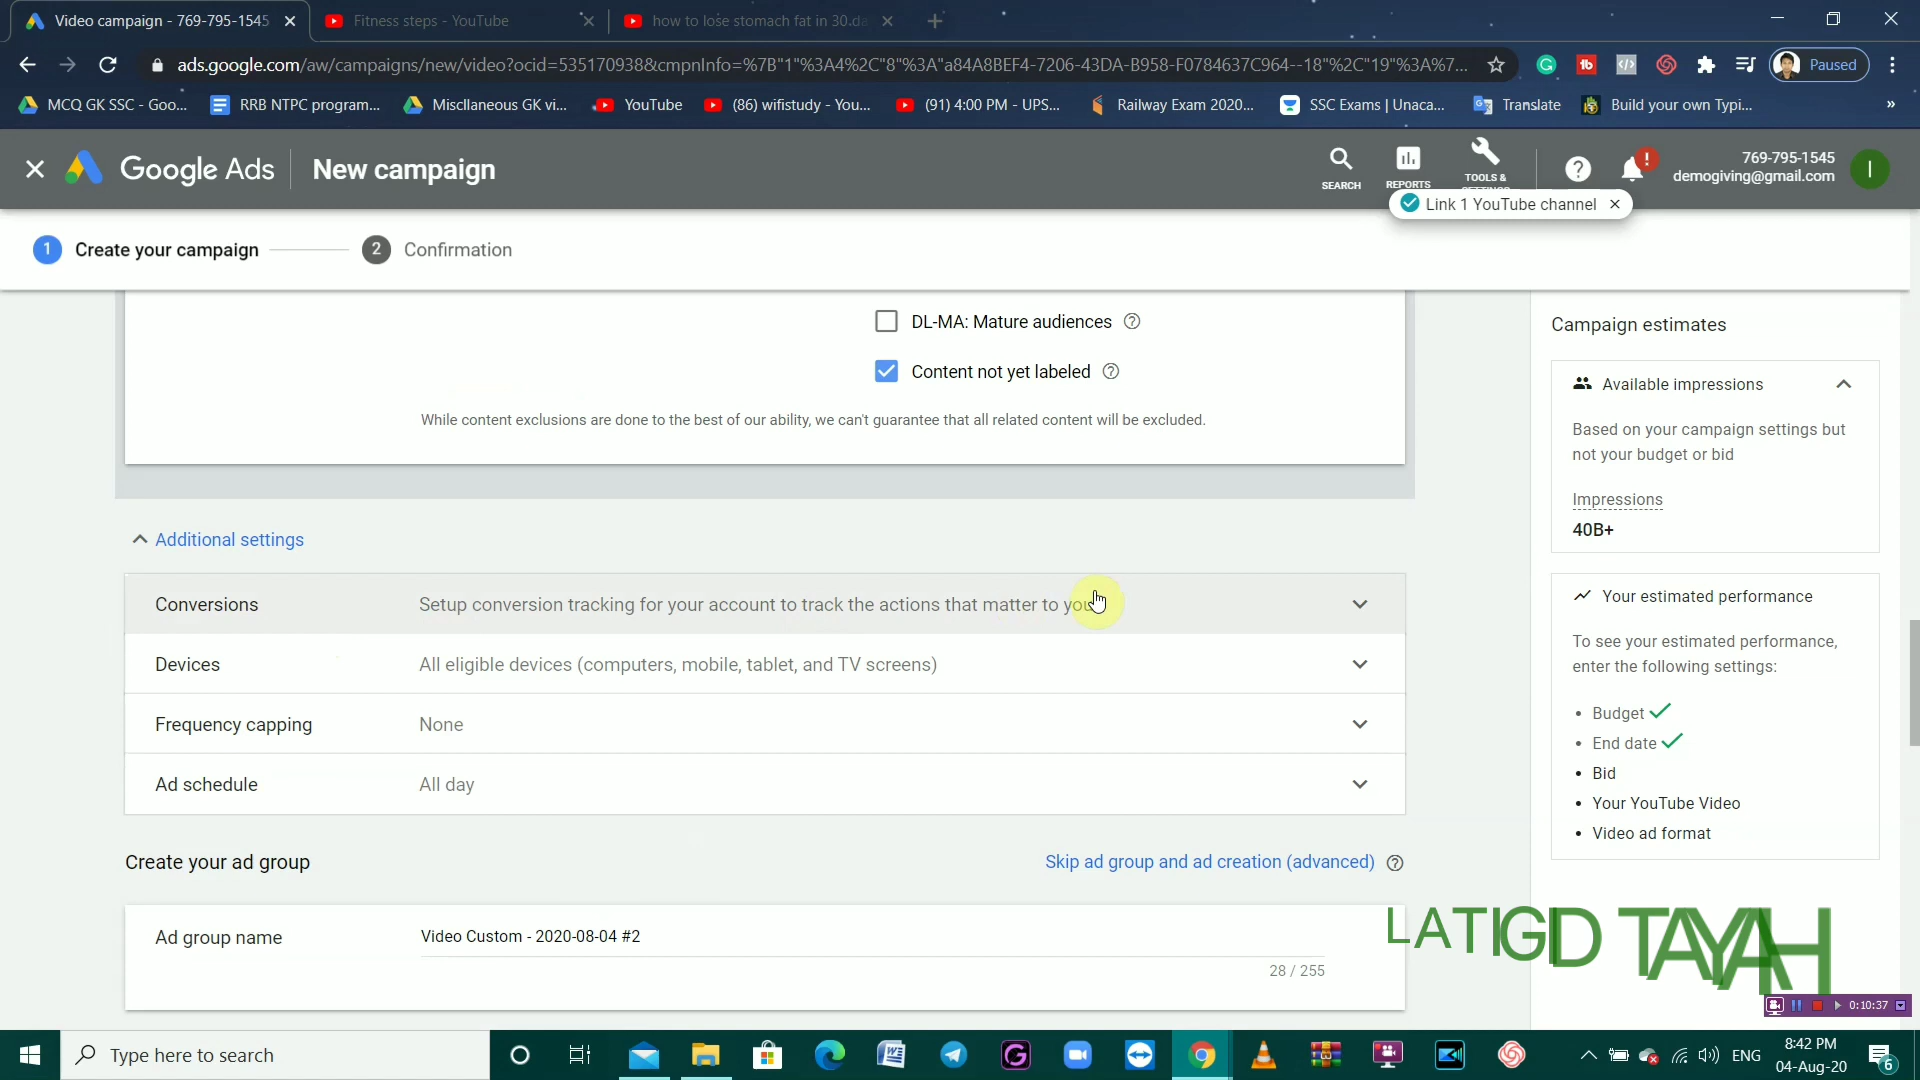 Video campaign - 769-795-1545
Fitness steps - YouTube
how to lose stomach fat in 30.da
ads.google.com/aw/campaigns/new/video?ocid=535170938&cmpnInfo=%7B"1"%3A4%2C"8"%3A"a84A8BEF4-7206-43DA-B958-F0784637C964--18"%2C"19"%3A%7...
Paused
MCQ GK SSC - Goo...
RRB NTPC program...
Miscllaneous GK vi...
YouTube
(86) wifistudy - You...
(91) 4:00 PM - UPS...
Railway Exam 2020...
SSC Exams | Unaca...
Translate
Build your own Typi...
»
Google Ads
New campaign
SEARCH
REPORTS
TOOLS &
SETTINGS
769-795-1545
demogiving@gmail.com
I
Link 1 YouTube channel
1 Create your campaign
2 Confirmation
DL-MA: Mature audiences
Content not yet labeled
While content exclusions are done to the best of our ability, we can't guarantee that all related content will be excluded.
Additional settings
Conversions
Setup conversion tracking for your account to track the actions that matter to you
Devices
All eligible devices (computers, mobile, tablet, and TV screens)
Frequency capping
None
Ad schedule
All day
Create your ad group
Skip ad group and ad creation (advanced)
Ad group name
Video Custom - 2020-08-04 #2
28 / 255
Campaign estimates
Available impressions
Based on your campaign settings but
not your budget or bid
Impressions
40B+
Your estimated performance
To see your estimated performance,
enter the following settings:
• Budget
• End date
• Bid
• Your YouTube Video
• Video ad format
LATIGID TAYAH
0:10:37
Type here to search
ENG
8:42 PM
04-Aug-20
6